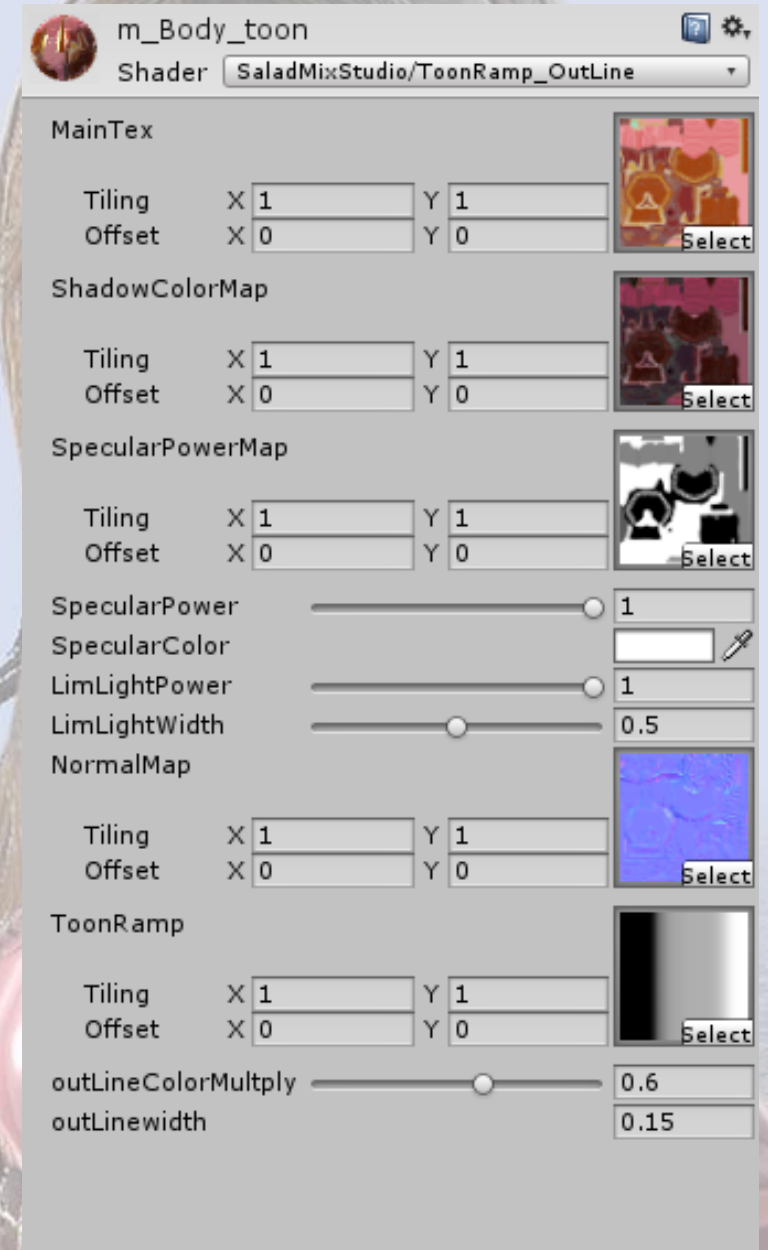 m_Body_toon
Shader SaladMixStudio/ToonRamp_OutLine
MainTex
Tiling X 1 Y 1
Offset X 0 Y 0
Select
ShadowColorMap
Tiling X 1 Y 1
Offset X 0 Y 0
Select
SpecularPowerMap
Tiling X 1 Y 1
Offset X 0 Y 0
Select
SpecularPower 1
SpecularColor
LimLightPower 1
LimLightWidth 0.5
NormalMap
Tiling X 1 Y 1
Offset X 0 Y 0
Select
ToonRamp
Tiling X 1 Y 1
Offset X 0 Y 0
Select
outLineColorMultply 0.6
outLinewidth 0.15